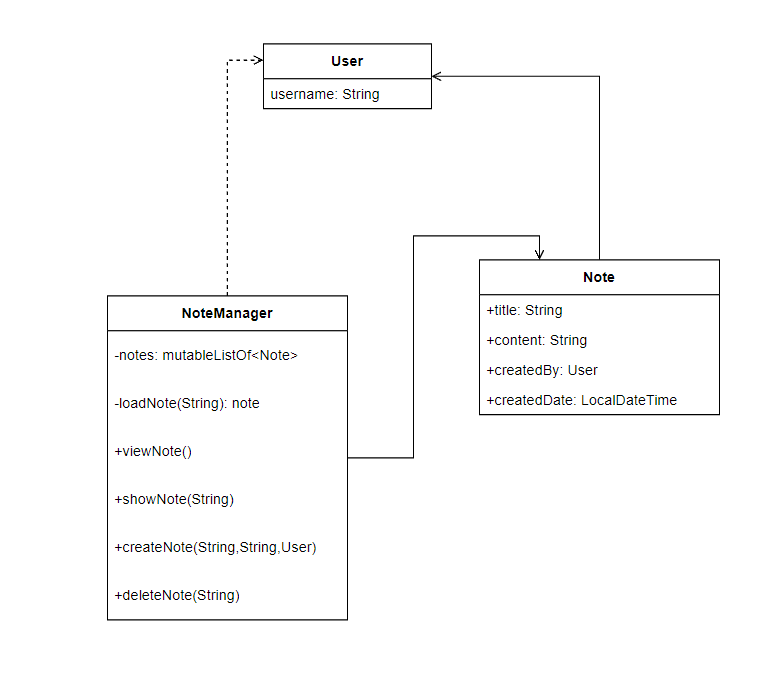 User
username: String
NoteManager
-notes: mutableListOf<Note>
-loadNote(String): note
+viewNote()
+showNote(String)
+createNote(String,String,User)
+deleteNote(String)
Note
+title: String
+content: String
+createdBy: User
+createdDate: LocalDateTime